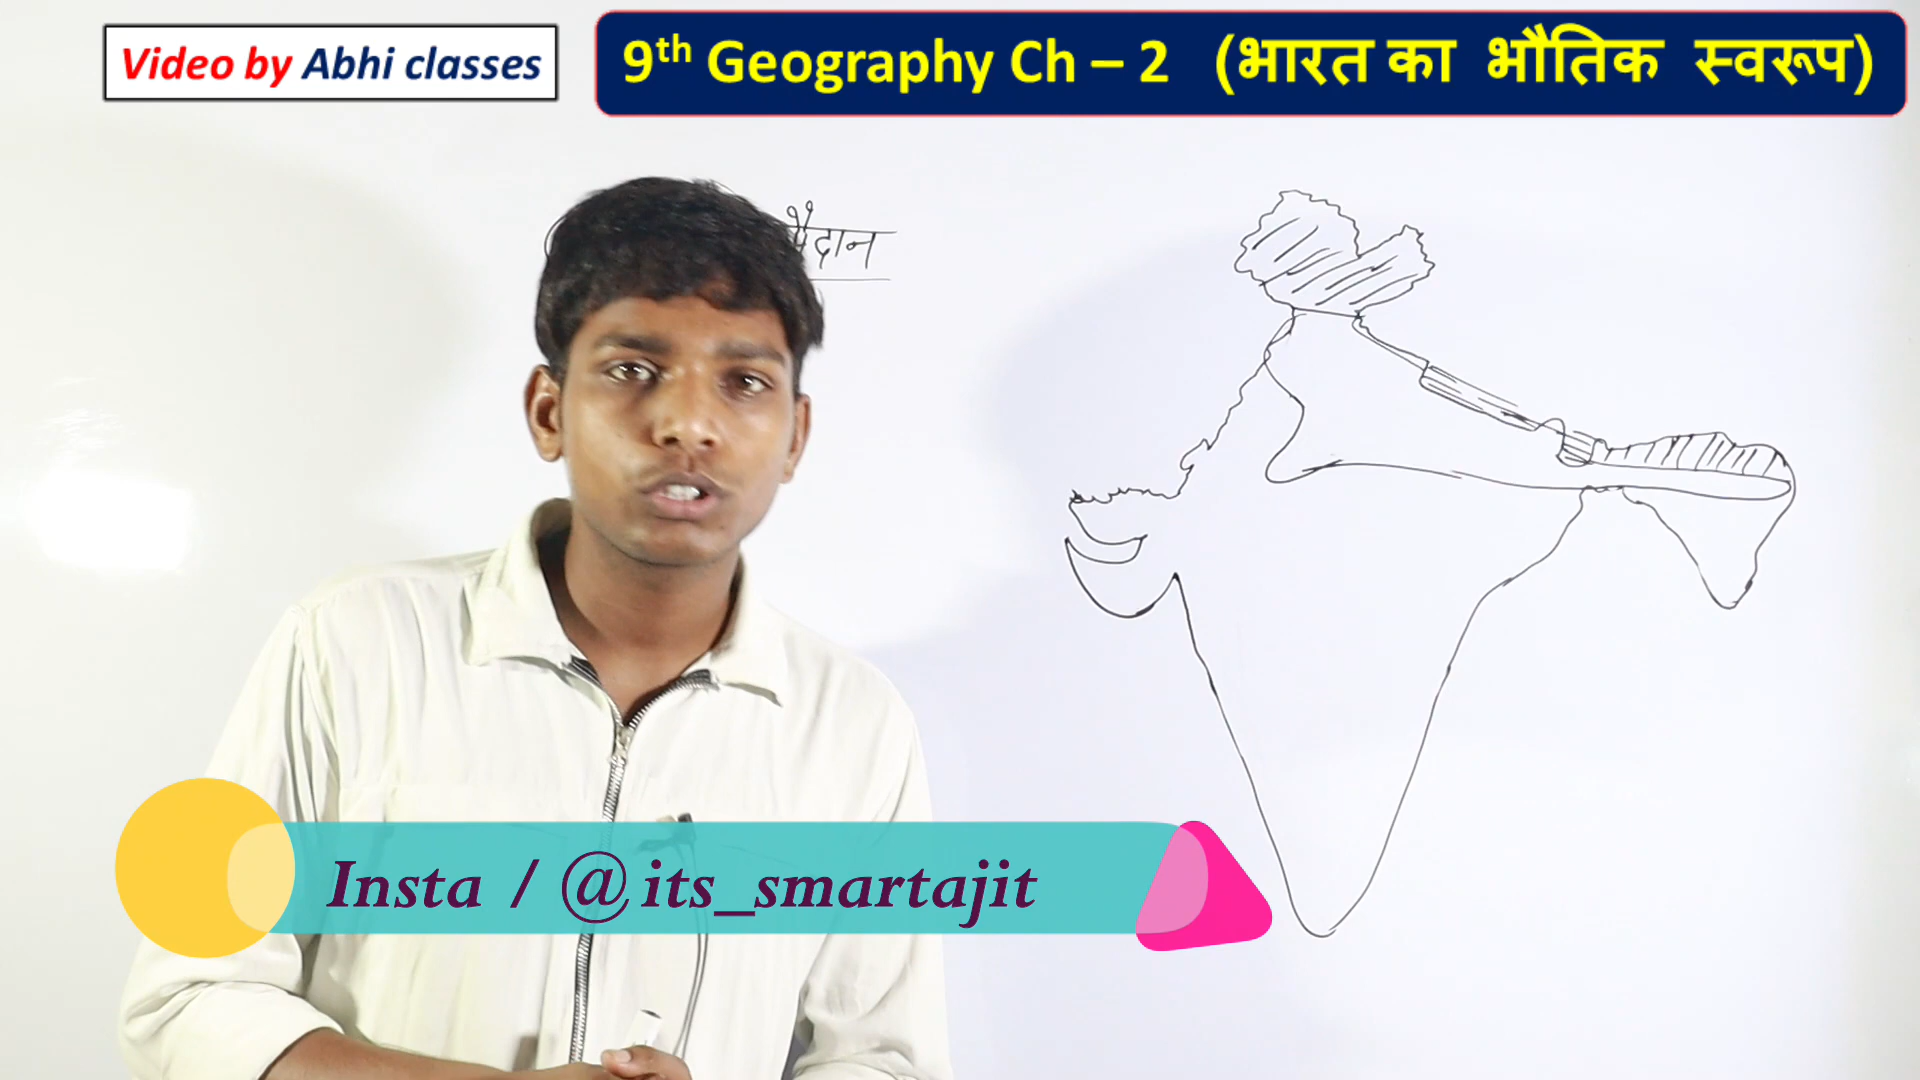 Video by Abhi classes
9th Geography Ch – 2 (भारत का भौतिक स्वरूप)
मैदान
Insta / @its_smartajit